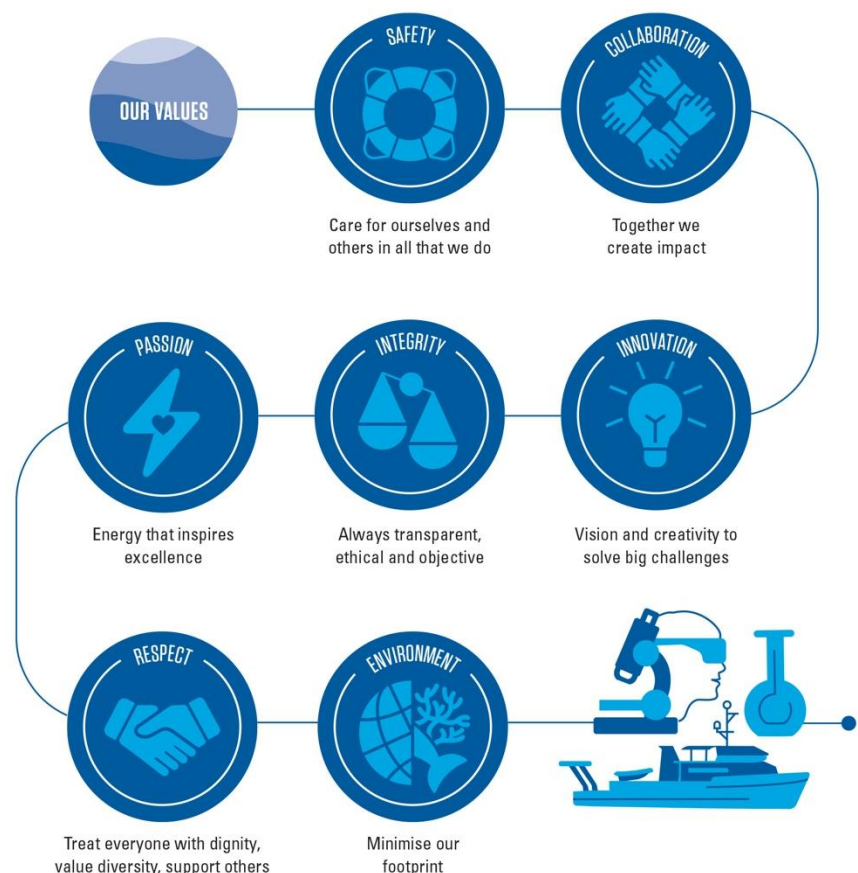 OUR VALUES
SAFETY
Care for ourselves and
others in all that we do
COLLABORATION
Together we
create impact
INNOVATION
Vision and creativity to
solve big challenges
INTEGRITY
Always transparent,
ethical and objective
PASSION
Energy that inspires
excellence
RESPECT
Treat everyone with dignity,
value diversity, support others
ENVIRONMENT
Minimise our
footprint